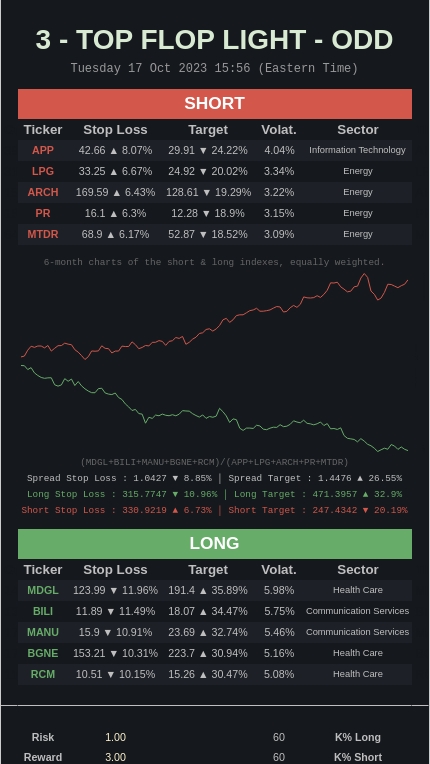 3 - TOP FLOP LIGHT - ODD
Tuesday 17 Oct 2023 15:56 (Eastern Time)
SHORT
Ticker Stop Loss Target Volat. Sector
APP 42.66 ▲ 8.07% 29.91 ▼ 24.22% 4.04% Information Technology
LPG 33.25 ▲ 6.67% 24.92 ▼ 20.02% 3.34% Energy
ARCH 169.59 ▲ 6.43% 128.61 ▼ 19.29% 3.22% Energy
PR 16.1 ▲ 6.3% 12.28 ▼ 18.9% 3.15% Energy
MTDR 68.9 ▲ 6.17% 52.87 ▼ 18.52% 3.09% Energy
6-month charts of the short & long indexes, equally weighted.
(MDGL+BILI+MANU+BGNE+RCM)/(APP+LPG+ARCH+PR+MTDR)
Spread Stop Loss : 1.0427 ▼ 8.85% | Spread Target : 1.4476 ▲ 26.55%
Long Stop Loss : 315.7747 ▼ 10.96% | Long Target : 471.3957 ▲ 32.9%
Short Stop Loss : 330.9219 ▲ 6.73% | Short Target : 247.4342 ▼ 20.19%
LONG
Ticker Stop Loss Target Volat. Sector
MDGL 123.99 ▼ 11.96% 191.4 ▲ 35.89% 5.98% Health Care
BILI 11.89 ▼ 11.49% 18.07 ▲ 34.47% 5.75% Communication Services
MANU 15.9 ▼ 10.91% 23.69 ▲ 32.74% 5.46% Communication Services
BGNE 153.21 ▼ 10.31% 223.7 ▲ 30.94% 5.16% Health Care
RCM 10.51 ▼ 10.15% 15.26 ▲ 30.47% 5.08% Health Care
Risk 1.00 60 K% Long
Reward 3.00 60 K% Short